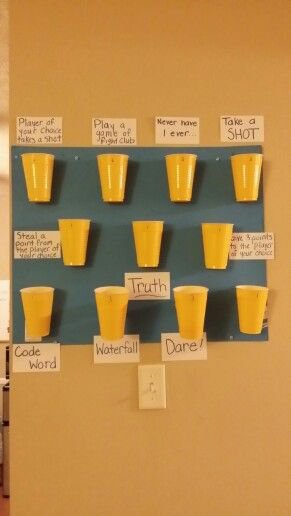 Player of
your choice
takes a shot
Play a
game of
fight club
Never have
I ever...
Take a
SHOT
Steal a
point from
the player of
your choice
Give 3 points
to the player
of your choice
Truth
Code
Word
Waterfall
Dare!